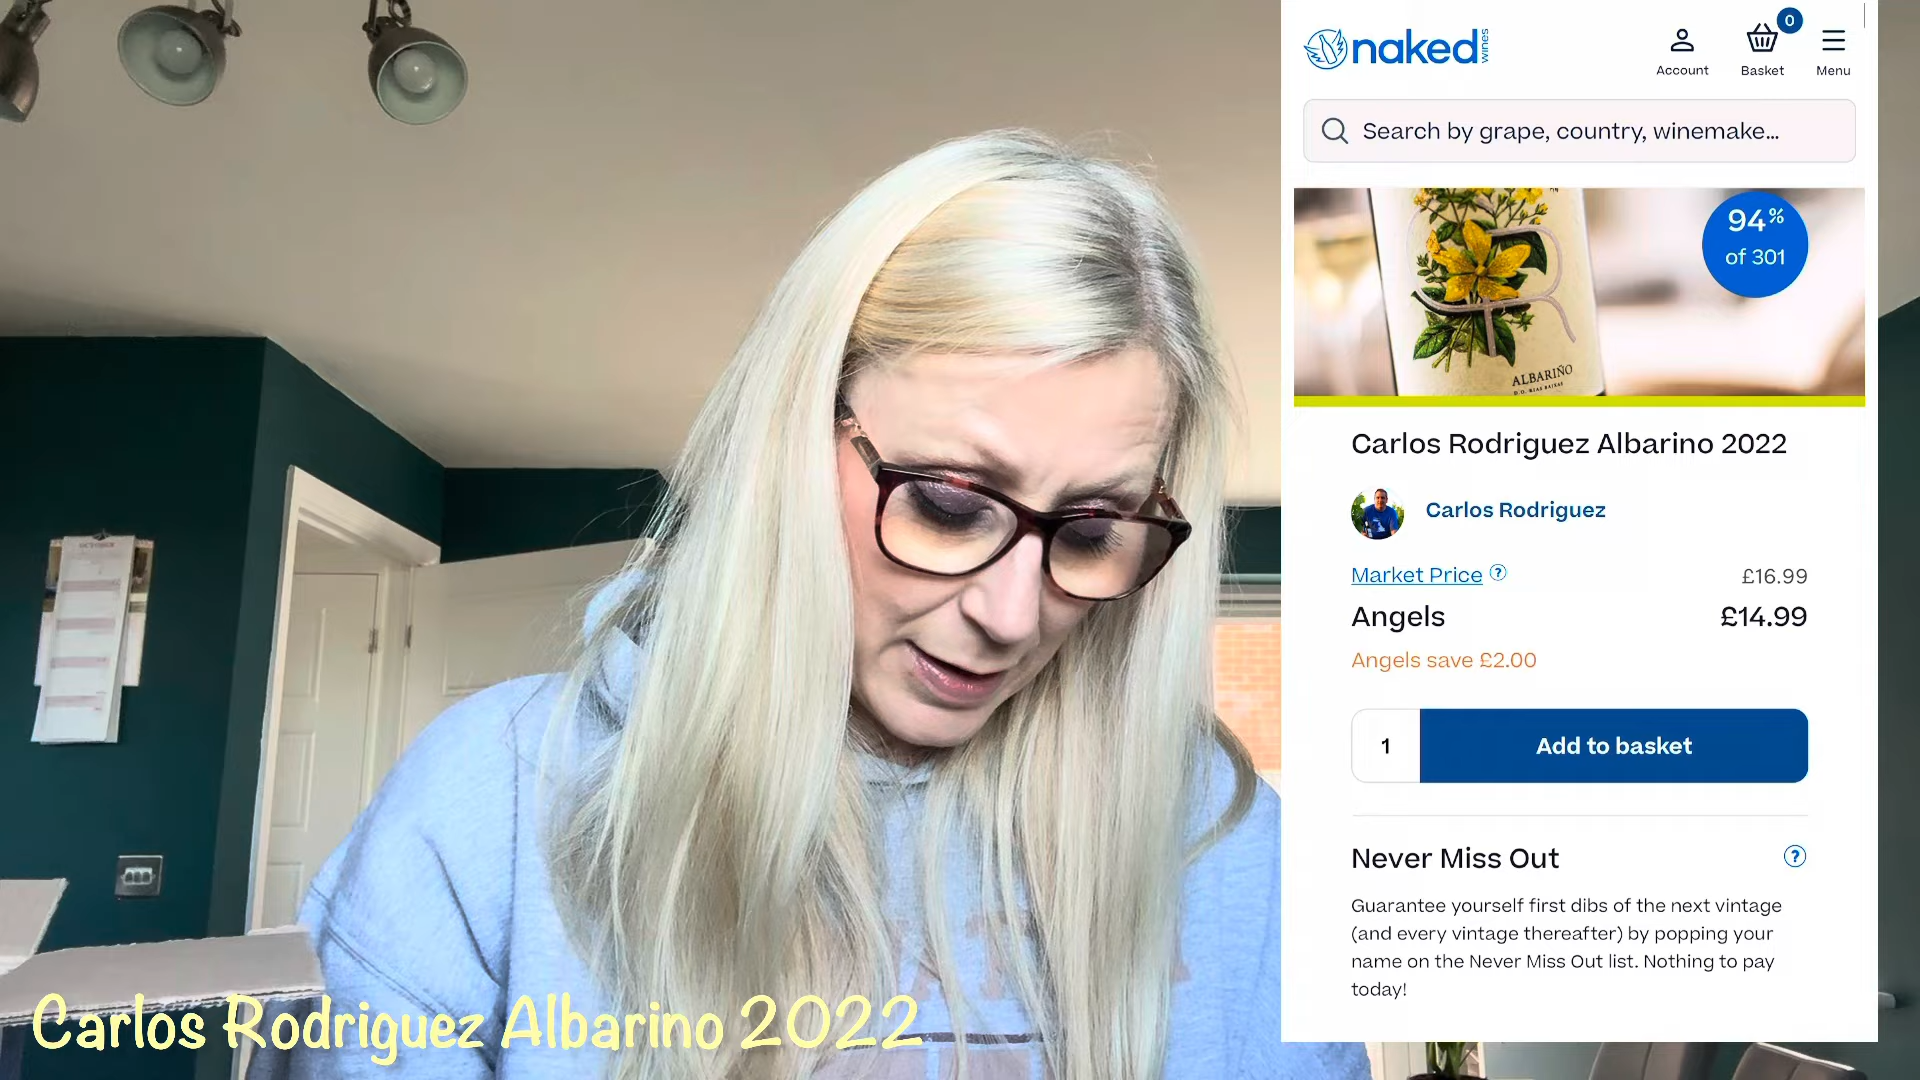 OCTOBER
naked
wines
0
Account
Basket
Menu
Search by grape, country, winemake...
94%
of 301
ALBARIÑO
D.O. RIAS BAIXAS
Carlos Rodriguez Albarino 2022
Carlos Rodriguez
Market Price ?
£16.99
Angels
£14.99
Angels save £2.00
1
Add to basket
Never Miss Out
?
Guarantee yourself first dibs of the next vintage
(and every vintage thereafter) by popping your
name on the Never Miss Out list. Nothing to pay
today!
Carlos Rodriguez Albarino 2022